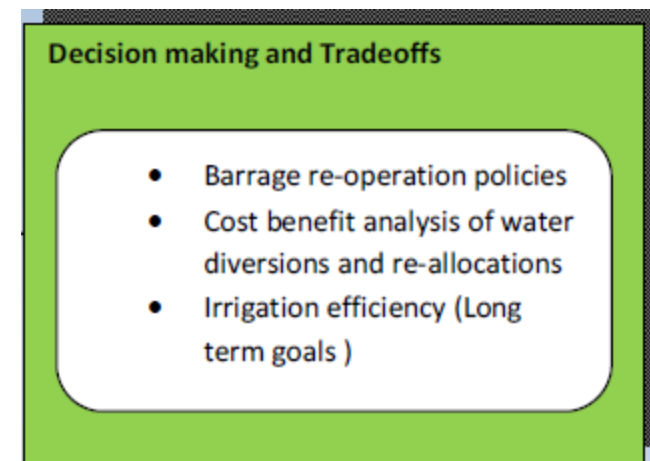 Decision making and Tradeoffs
• Barrage re-operation policies
• Cost benefit analysis of water
diversions and re-allocations
• Irrigation efficiency (Long
term goals )